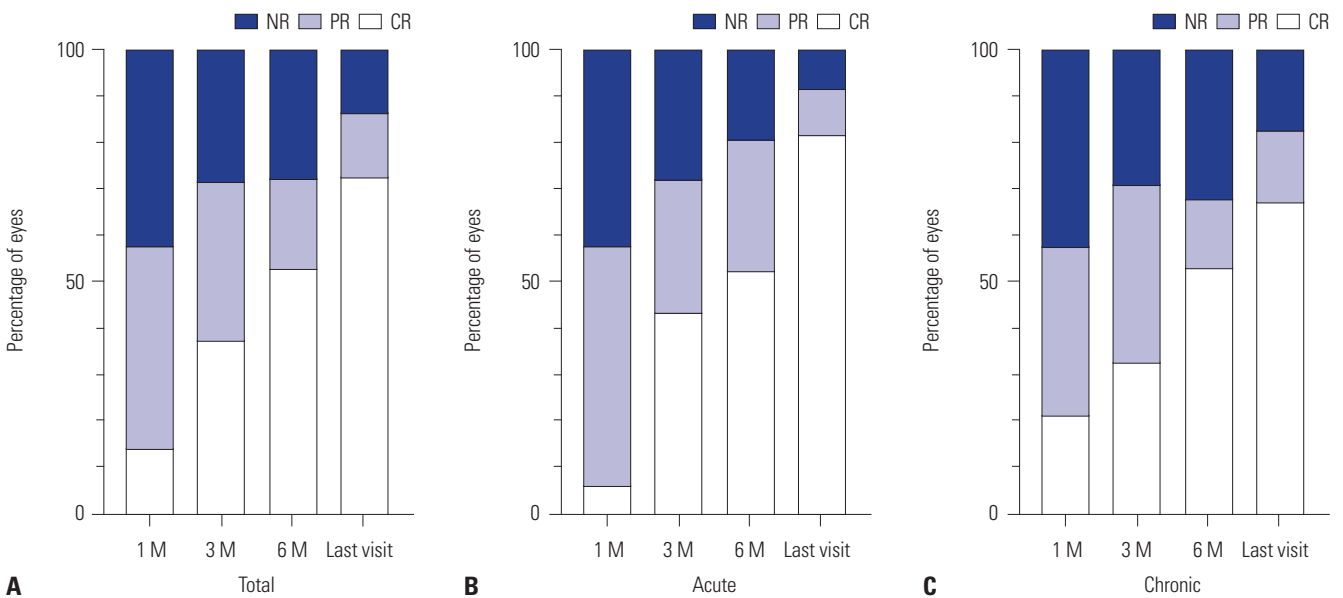 NR PR CR
100
50
0
Percentage of eyes
1 M 3 M 6 M Last visit
A Total
NR PR CR
100
50
0
Percentage of eyes
1 M 3 M 6 M Last visit
B Acute
NR PR CR
100
50
0
Percentage of eyes
1 M 3 M 6 M Last visit
C Chronic